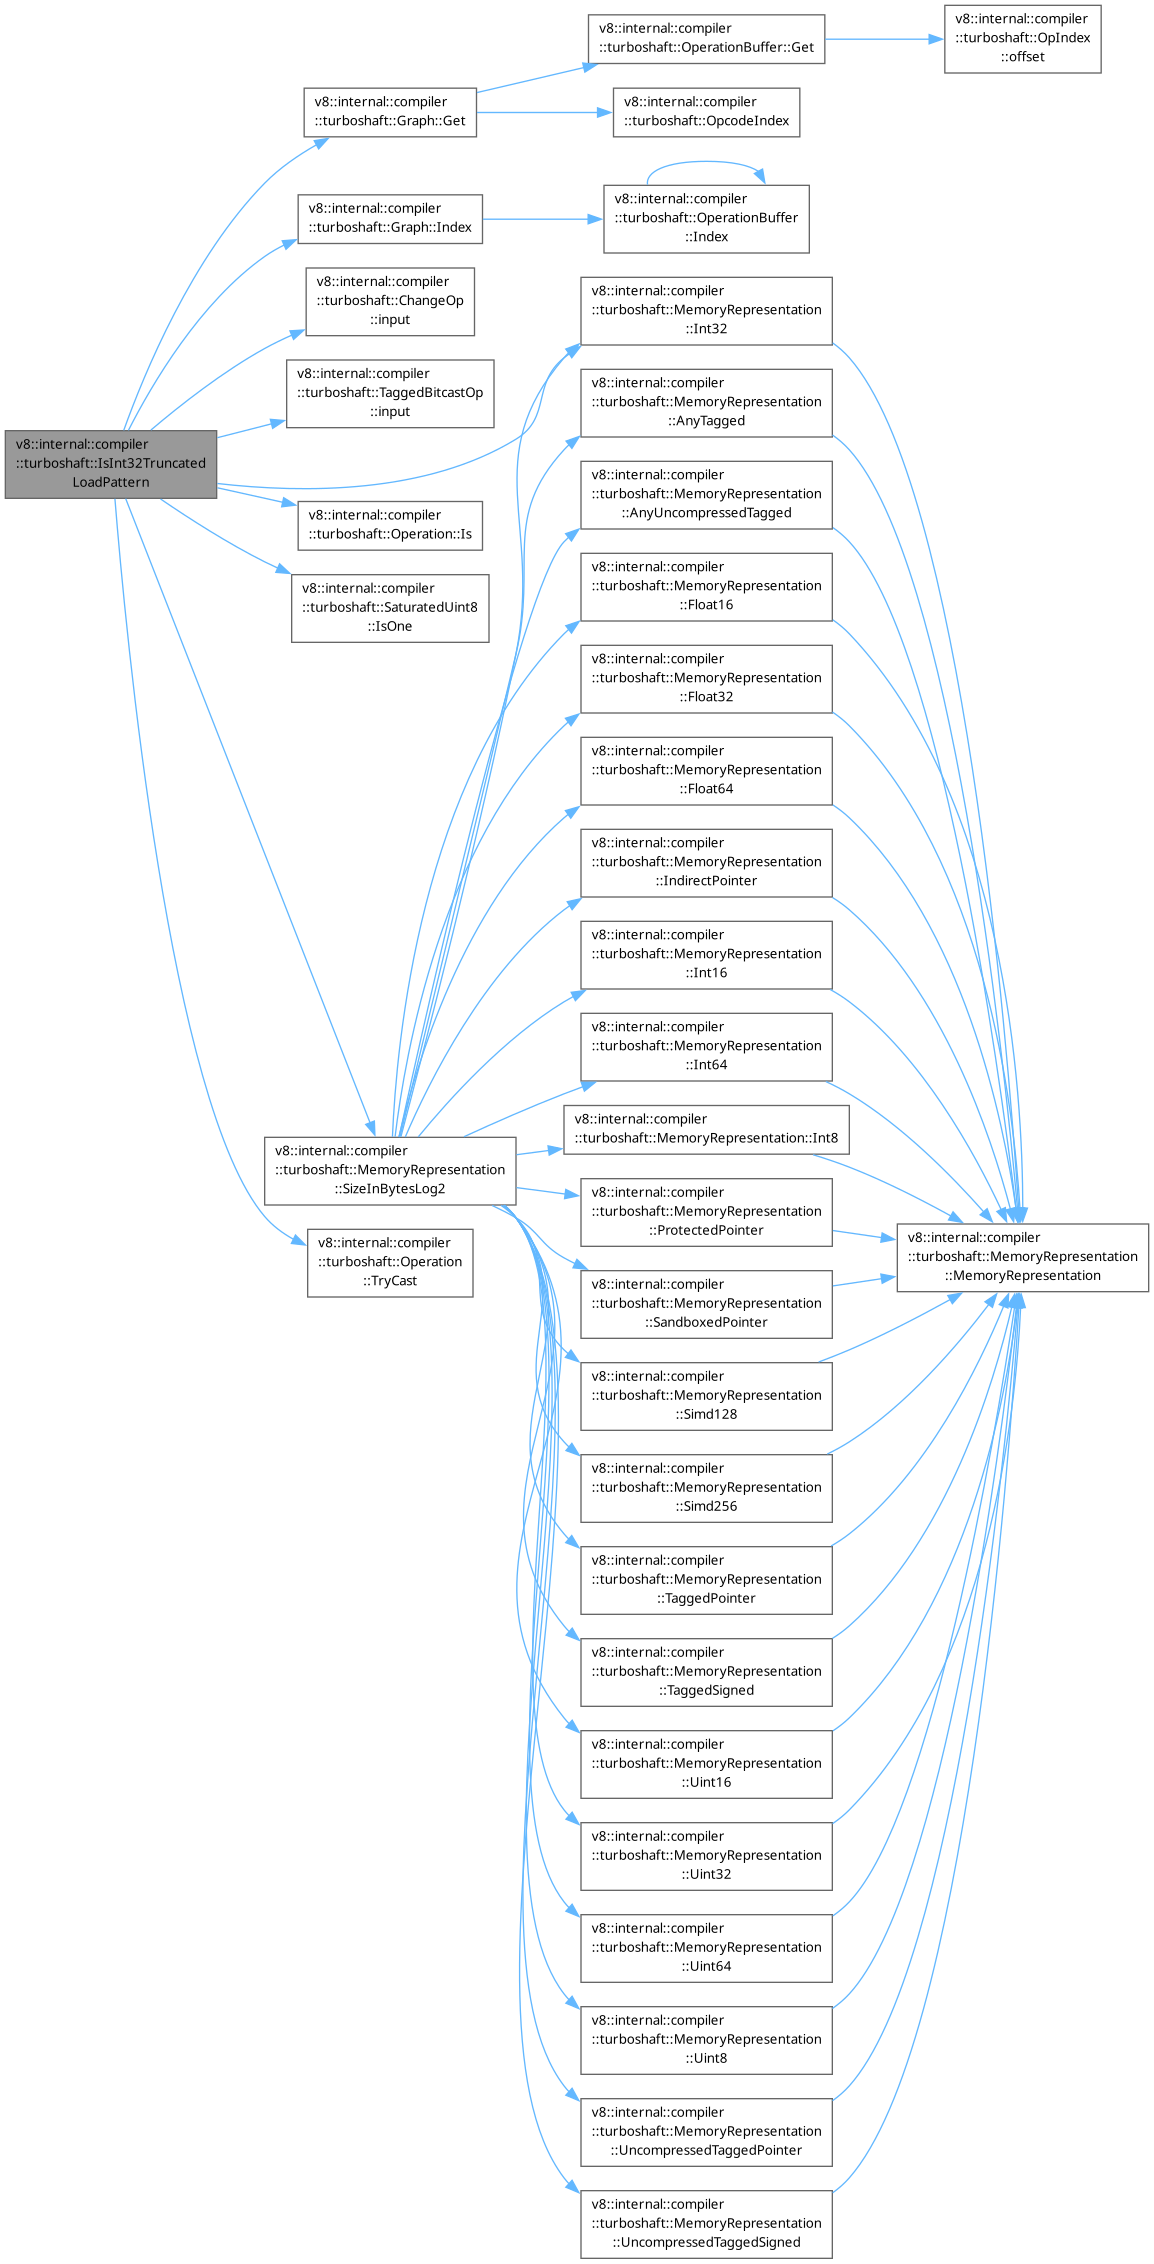 v8::internal::compiler
::turboshaft::OpIndex
::offset
v8::internal::compiler
::turboshaft::OperationBuffer::Get
v8::internal::compiler
::turboshaft::Graph::Get
v8::internal::compiler
::turboshaft::OpcodeIndex
v8::internal::compiler
::turboshaft::Graph::Index
v8::internal::compiler
::turboshaft::OperationBuffer
::Index
v8::internal::compiler
::turboshaft::ChangeOp
::input
v8::internal::compiler
::turboshaft::MemoryRepresentation
::Int32
v8::internal::compiler
::turboshaft::TaggedBitcastOp
::input
v8::internal::compiler
::turboshaft::MemoryRepresentation
::AnyTagged
v8::internal::compiler
::turboshaft::IsInt32Truncated
LoadPattern
v8::internal::compiler
::turboshaft::MemoryRepresentation
::AnyUncompressedTagged
v8::internal::compiler
::turboshaft::Operation::Is
v8::internal::compiler
::turboshaft::MemoryRepresentation
::Float16
v8::internal::compiler
::turboshaft::SaturatedUint8
::IsOne
v8::internal::compiler
::turboshaft::MemoryRepresentation
::Float32
v8::internal::compiler
::turboshaft::MemoryRepresentation
::Float64
v8::internal::compiler
::turboshaft::MemoryRepresentation
::IndirectPointer
v8::internal::compiler
::turboshaft::MemoryRepresentation
::Int16
v8::internal::compiler
::turboshaft::MemoryRepresentation
::Int64
v8::internal::compiler
::turboshaft::MemoryRepresentation::Int8
v8::internal::compiler
::turboshaft::MemoryRepresentation
::SizeInBytesLog2
v8::internal::compiler
::turboshaft::MemoryRepresentation
::ProtectedPointer
v8::internal::compiler
::turboshaft::MemoryRepresentation
::MemoryRepresentation
v8::internal::compiler
::turboshaft::Operation
::TryCast
v8::internal::compiler
::turboshaft::MemoryRepresentation
::SandboxedPointer
v8::internal::compiler
::turboshaft::MemoryRepresentation
::Simd128
v8::internal::compiler
::turboshaft::MemoryRepresentation
::Simd256
v8::internal::compiler
::turboshaft::MemoryRepresentation
::TaggedPointer
v8::internal::compiler
::turboshaft::MemoryRepresentation
::TaggedSigned
v8::internal::compiler
::turboshaft::MemoryRepresentation
::Uint16
v8::internal::compiler
::turboshaft::MemoryRepresentation
::Uint32
v8::internal::compiler
::turboshaft::MemoryRepresentation
::Uint64
v8::internal::compiler
::turboshaft::MemoryRepresentation
::Uint8
v8::internal::compiler
::turboshaft::MemoryRepresentation
::UncompressedTaggedPointer
v8::internal::compiler
::turboshaft::MemoryRepresentation
::UncompressedTaggedSigned